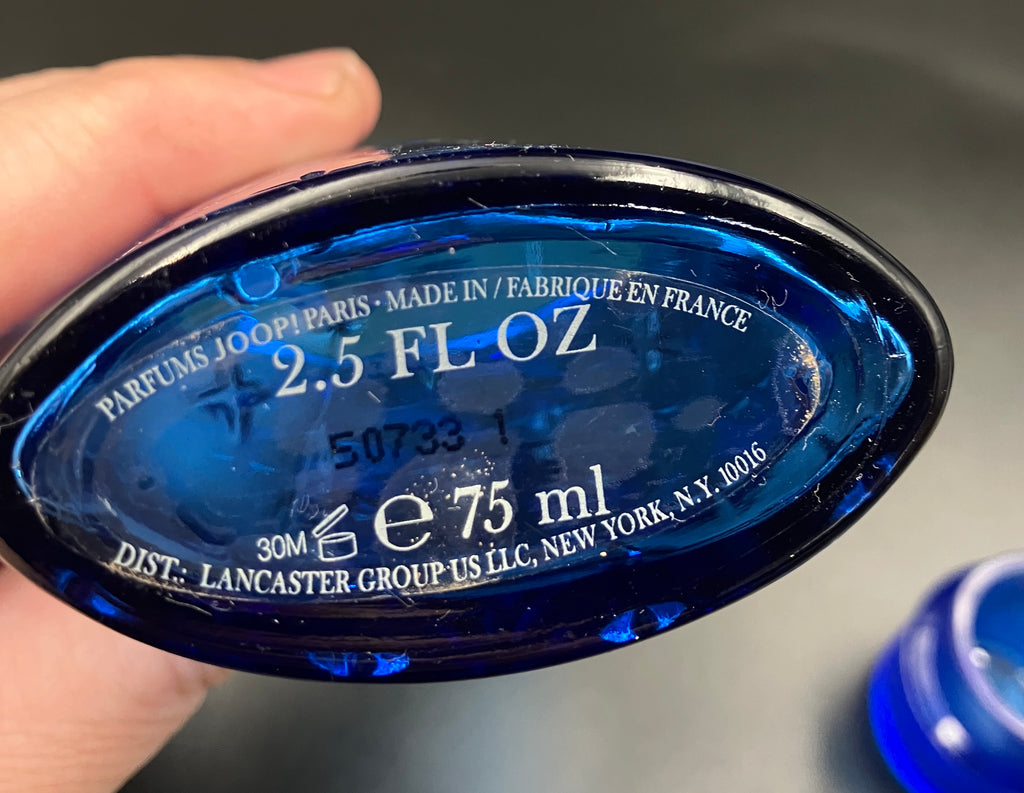 PARFUMS JOOP! PARIS · MADE IN / FABRIQUE EN FRANCE
2.5 FL OZ
50733 !
30M e 75 ml
DIST.: LANCASTER GROUP US LLC, NEW YORK, N.Y. 10016